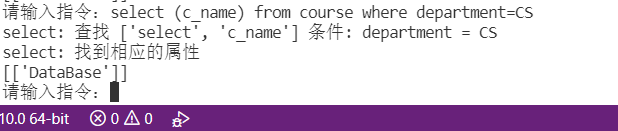 请输入指令：select (c_name) from course where department=CS
select: 查找 ['select', 'c_name'] 条件: department = CS
select: 找到相应的属性
[['DataBase']]
请输入指令：
10.0 64-bit 0 0